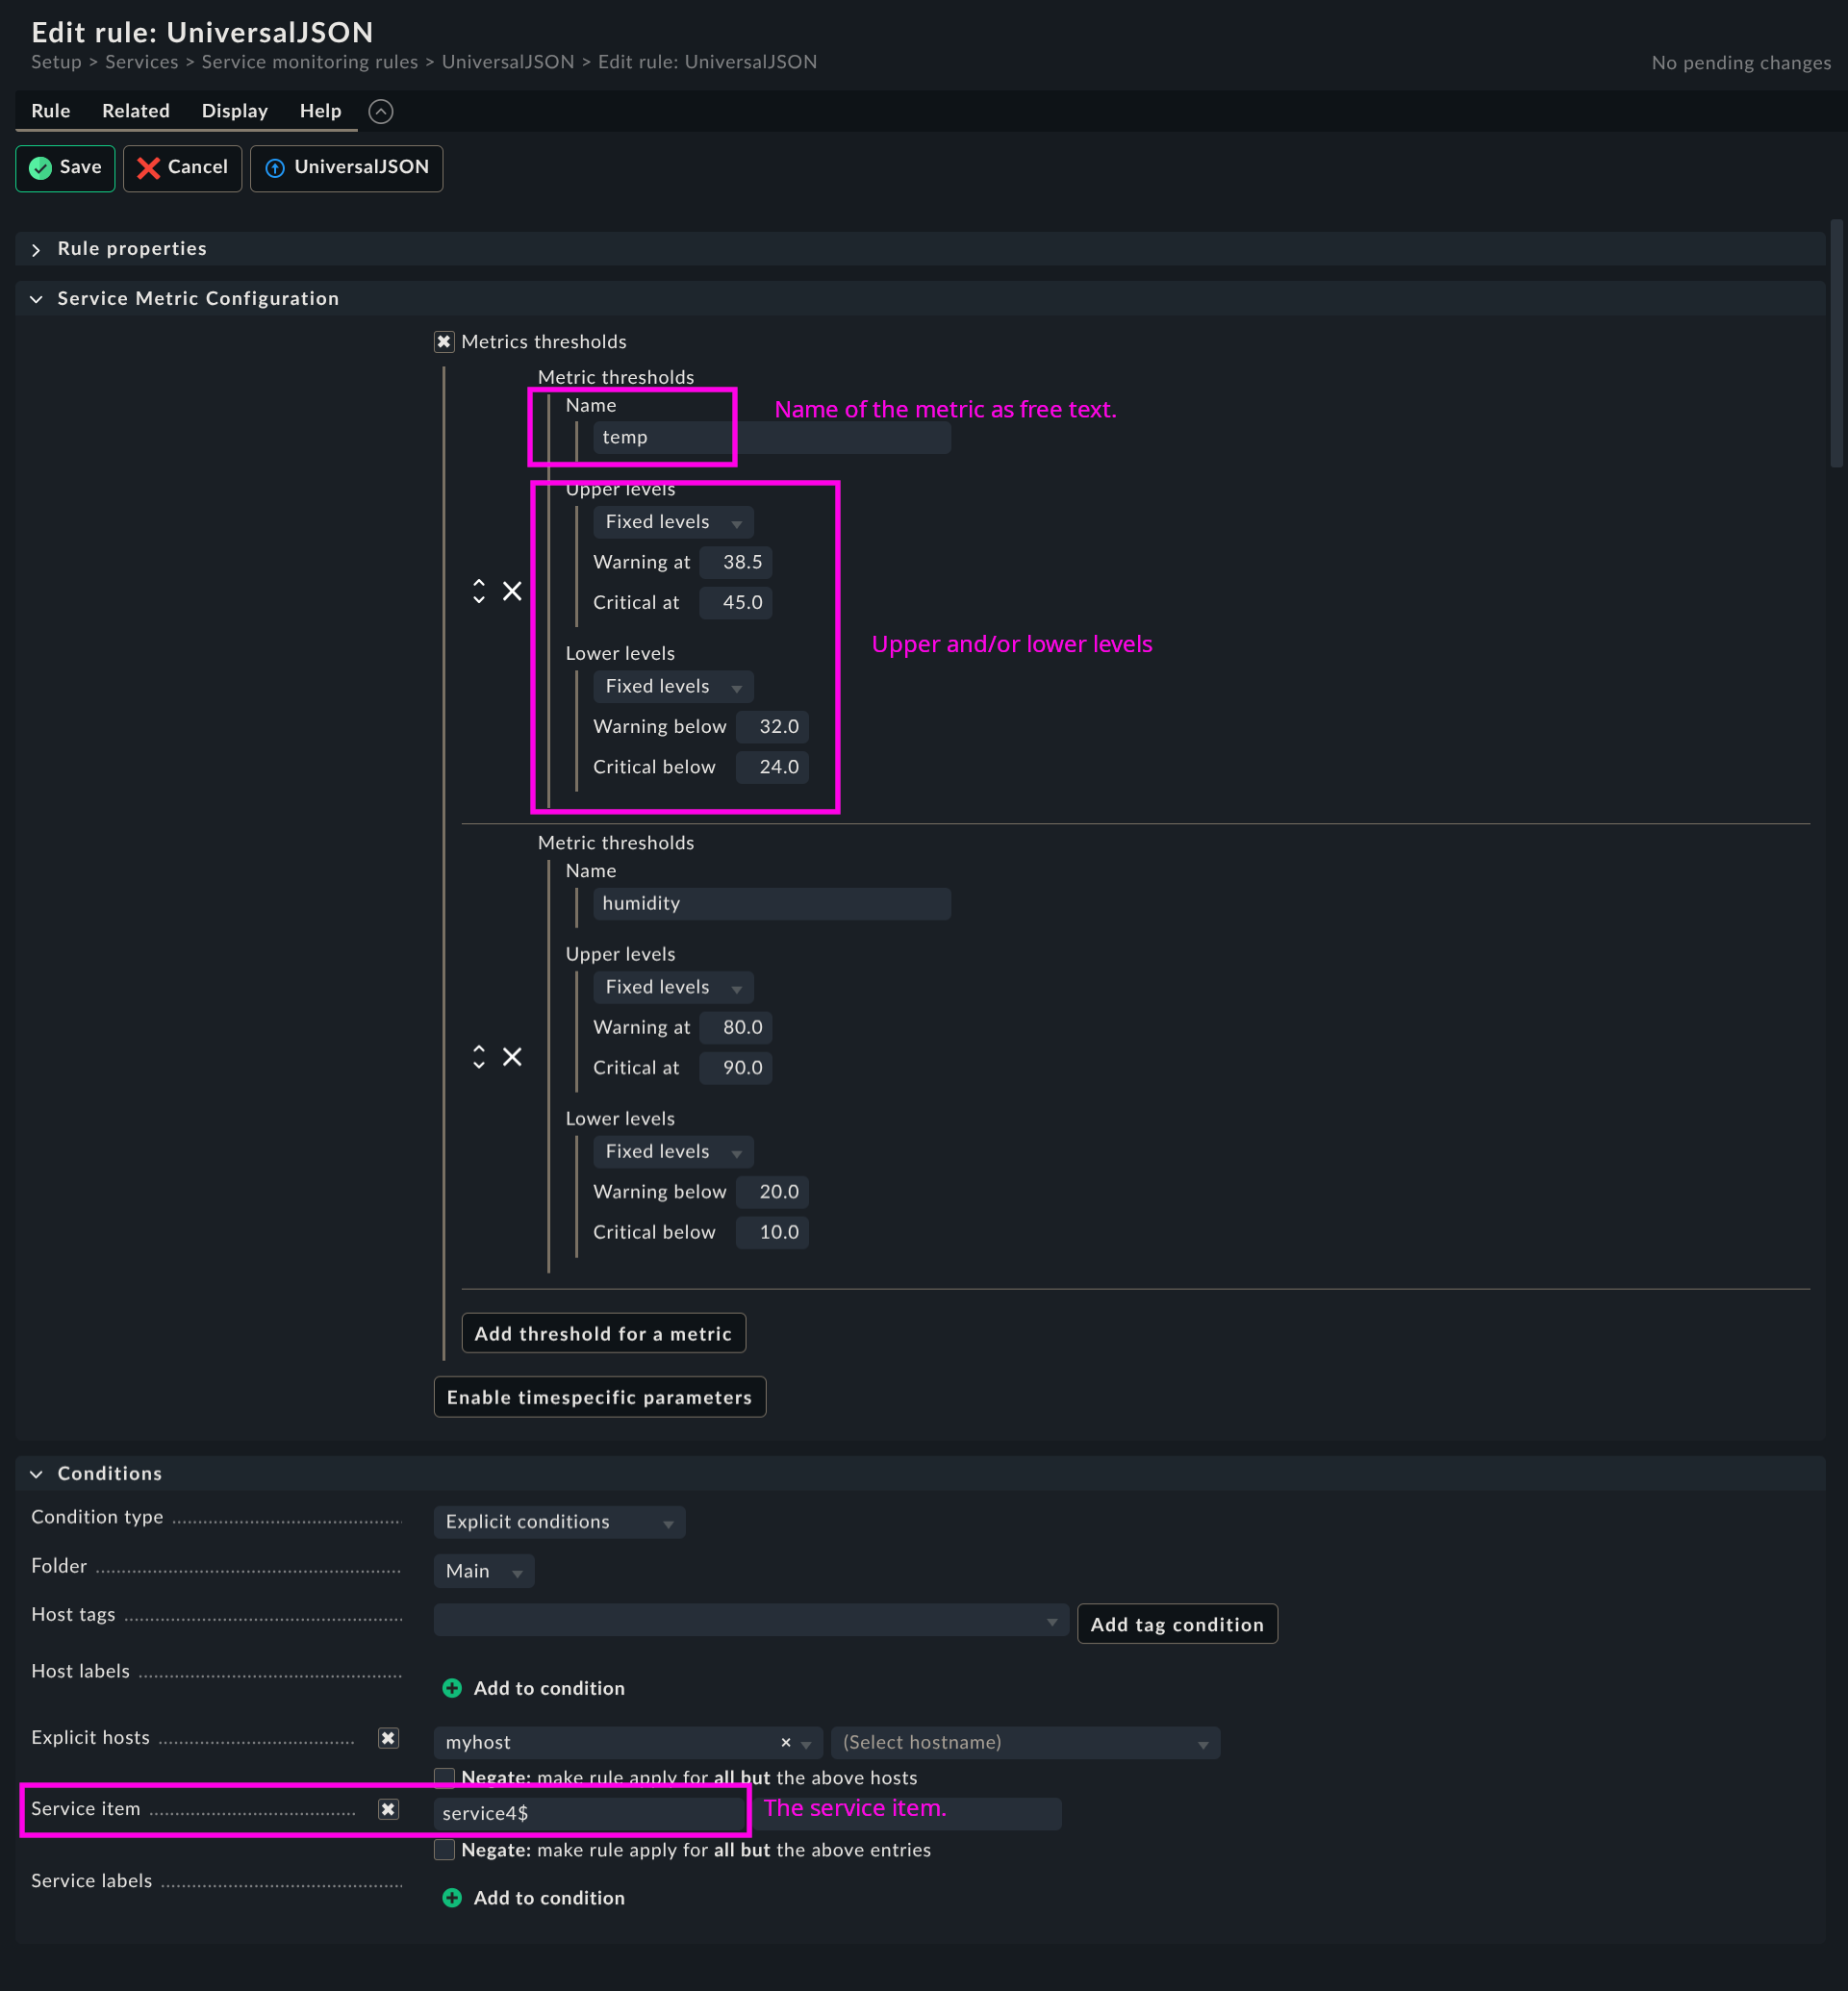 Edit rule: UniversalJSON
Setup > Services > Service monitoring rules > UniversalJSON > Edit rule: UniversalJSON
No pending changes
Rule Related Display Help
Save Cancel UniversalJSON
Rule properties
Service Metric Configuration
Metrics thresholds
Metric thresholds
Name
Name of the metric as free text.
temp
Upper levels
Fixed levels
Warning at 38.5
Critical at 45.0
Upper and/or lower levels
Lower levels
Fixed levels
Warning below 32.0
Critical below 24.0
Metric thresholds
Name
humidity
Upper levels
Fixed levels
Warning at 80.0
Critical at 90.0
Lower levels
Fixed levels
Warning below 20.0
Critical below 10.0
Add threshold for a metric
Enable timespecific parameters
Conditions
Condition type Explicit conditions
Folder Main
Host tags Add tag condition
Host labels Add to condition
Explicit hosts myhost × (Select hostname)
Negate: make rule apply for all but the above hosts
Service item service4$ The service item.
Negate: make rule apply for all but the above entries
Service labels Add to condition